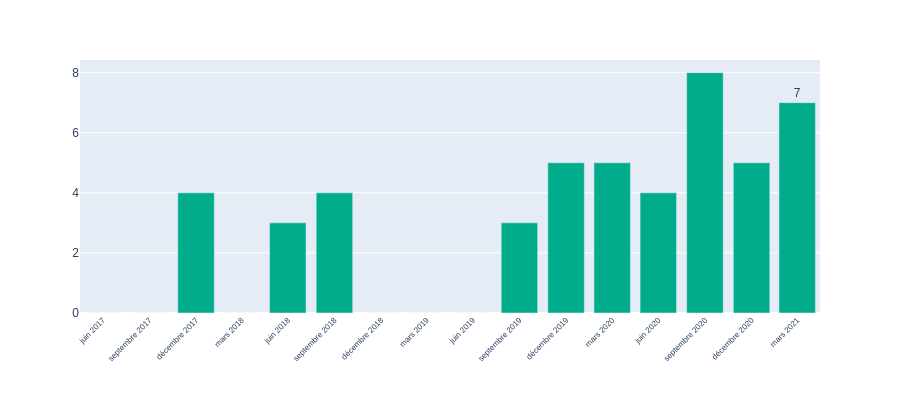 8
6
4
2
0
7
juin 2017
septembre 2017
décembre 2017
mars 2018
juin 2018
septembre 2018
décembre 2018
mars 2019
juin 2019
septembre 2019
décembre 2019
mars 2020
juin 2020
septembre 2020
décembre 2020
mars 2021